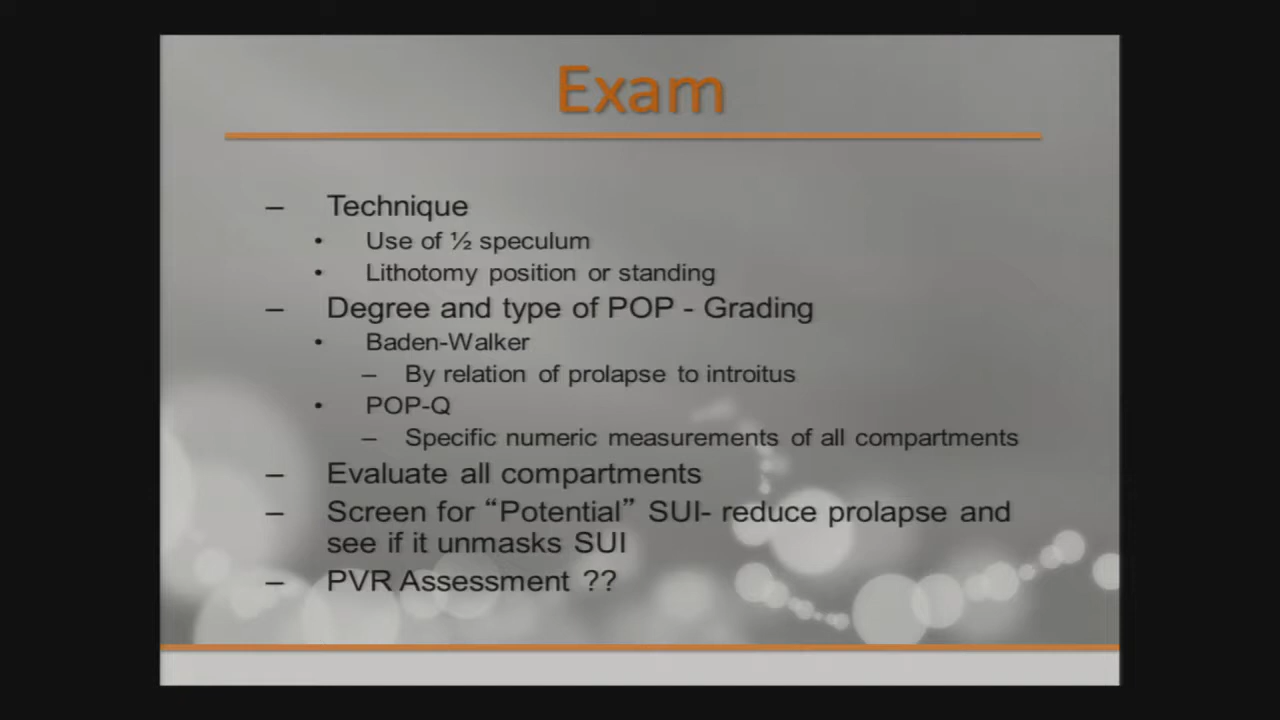 Exam
– Technique
• Use of ½ speculum
• Lithotomy position or standing
– Degree and type of POP - Grading
• Baden-Walker
– By relation of prolapse to introitus
• POP-Q
– Specific numeric measurements of all compartments
– Evaluate all compartments
– Screen for “Potential” SUI- reduce prolapse and
see if it unmasks SUI
– PVR Assessment ??